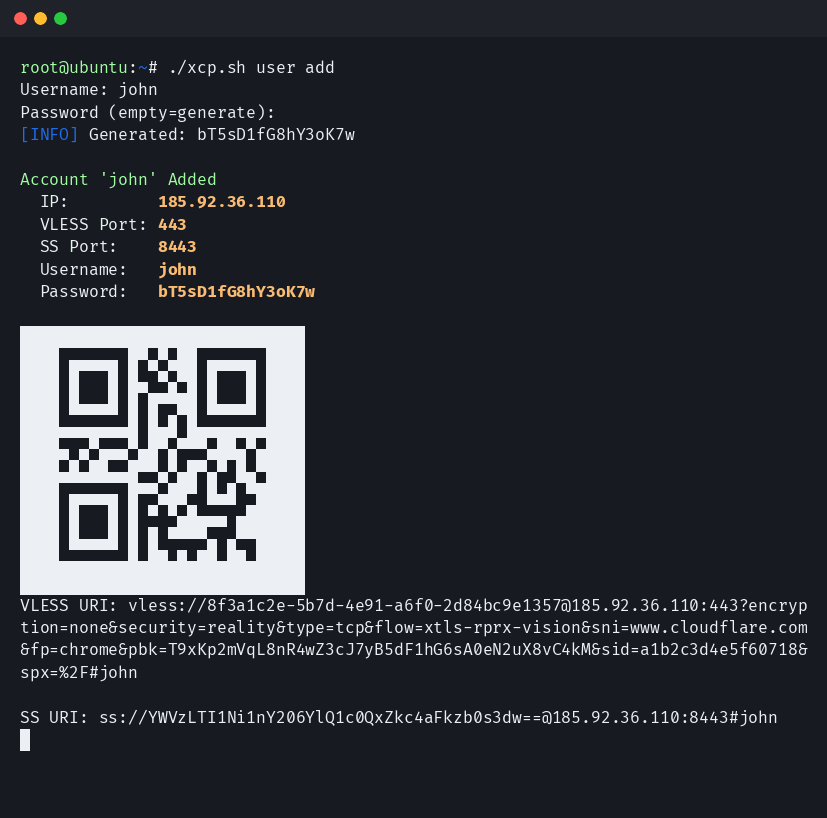 root@ubuntu:~# ./xcp.sh user add
Username: john
Password (empty=generate):
[INFO] Generated: bT5sD1fG8hY3oK7w
Account 'john' Added
IP: 185.92.36.110
VLESS Port: 443
SS Port: 8443
Username: john
Password: bT5sD1fG8hY3oK7w
VLESS URI: vless://8f3a1c2e-5b7d-4e91-a6f0-2d84bc9e1357@185.92.36.110:443?encryp
tion=none&security=reality&type=tcp&flow=xtls-rprx-vision&sni=www.cloudflare.com
&fp=chrome&pbk=T9xKp2mVqL8nR4wZ3cJ7yB5dF1hG6sA0eN2uX8vC4kM&sid=a1b2c3d4e5f60718&
spx=%2F#john
SS URI: ss://YWVzLTI1Ni1nY206YlQ1c0QxZkc4aFkzb0s3dw==@185.92.36.110:8443#john